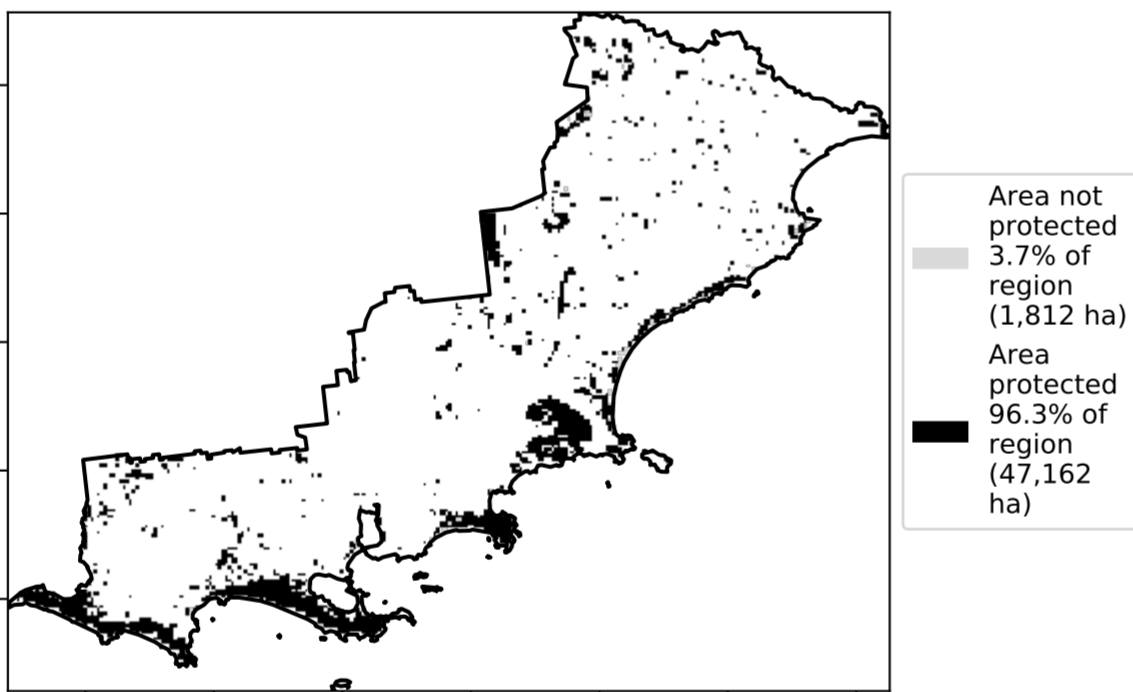 Area not
protected
3.7% of
region
(1,812 ha)
Area
protected
96.3% of
region
(47,162
ha)